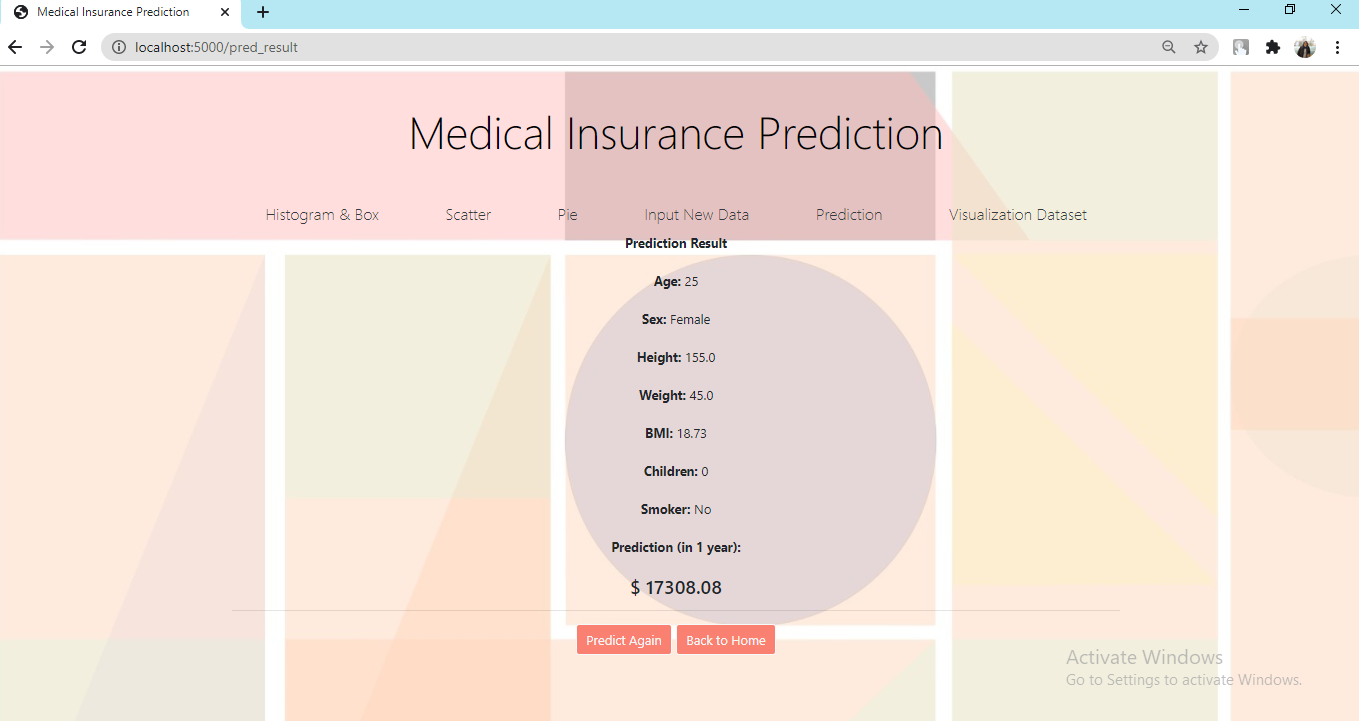 Medical Insurance Prediction
localhost:5000/pred_result
Medical Insurance Prediction
Histogram & Box Scatter Pie Input New Data Prediction Visualization Dataset
Prediction Result
Age: 25
Sex: Female
Height: 155.0
Weight: 45.0
BMI: 18.73
Children: 0
Smoker: No
Prediction (in 1 year):
$ 17308.08
Predict Again Back to Home
Activate Windows
Go to Settings to activate Windows.